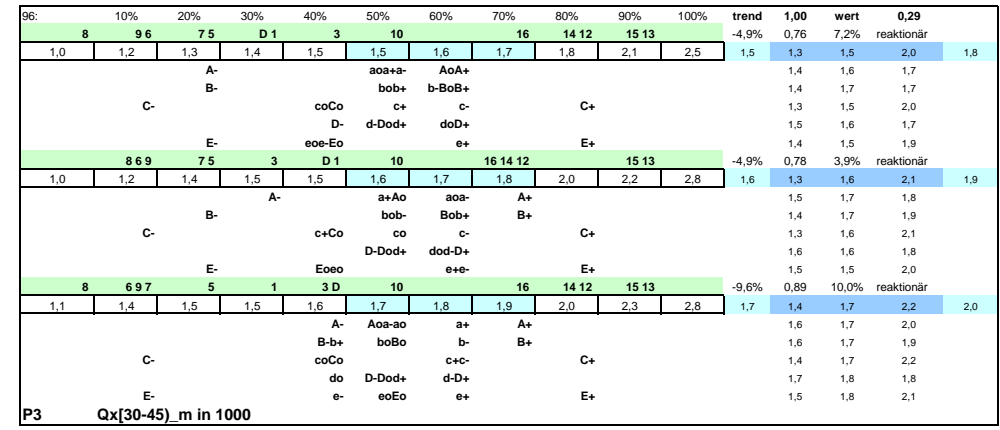 96: 10% 20% 30% 40% 50% 60% 70% 80% 90% 100% trend 1,00 wert 0,29
8 9 6 7 5 D 1 3 10 16 14 12 15 13 -4,9% 0,76 7,2% reaktionär
1,0 1,2 1,3 1,4 1,5 1,5 1,6 1,7 1,8 2,1 2,5 1,5 1,3 1,5 2,0 1,8
A- aoa+a- AoA+ 1,4 1,6 1,7
B- bob+ b-BoB+ 1,4 1,7 1,7
C- coCo c+ c- C+ 1,3 1,5 2,0
D- d-Dod+ doD+ 1,5 1,6 1,7
E- eoe-Eo e+ E+ 1,4 1,5 1,9
8 6 9 7 5 3 D 1 10 16 14 12 15 13 -4,9% 0,78 3,9% reaktionär
1,0 1,2 1,4 1,5 1,5 1,6 1,7 1,8 2,0 2,2 2,8 1,6 1,3 1,6 2,1 1,9
A- a+Ao aoa- A+ 1,5 1,7 1,8
B- bob- Bob+ B+ 1,4 1,7 1,9
C- c+Co co c- C+ 1,3 1,6 2,1
D-Dod+ dod-D+ 1,6 1,6 1,8
E- Eoeo e+e- E+ 1,5 1,5 2,0
8 6 9 7 5 1 3 D 10 16 14 12 15 13 -9,6% 0,89 10,0% reaktionär
1,1 1,4 1,5 1,5 1,6 1,7 1,8 1,9 2,0 2,3 2,8 1,7 1,4 1,7 2,2 2,0
A- Aoa-ao a+ A+ 1,6 1,7 2,0
B-b+ boBo b- B+ 1,6 1,7 1,9
C- coCo c+c- C+ 1,4 1,7 2,2
do D-Dod+ d-D+ 1,7 1,8 1,8
E- e- eoEo e+ E+ 1,5 1,8 2,1
P3 Qx[30-45)_m in 1000